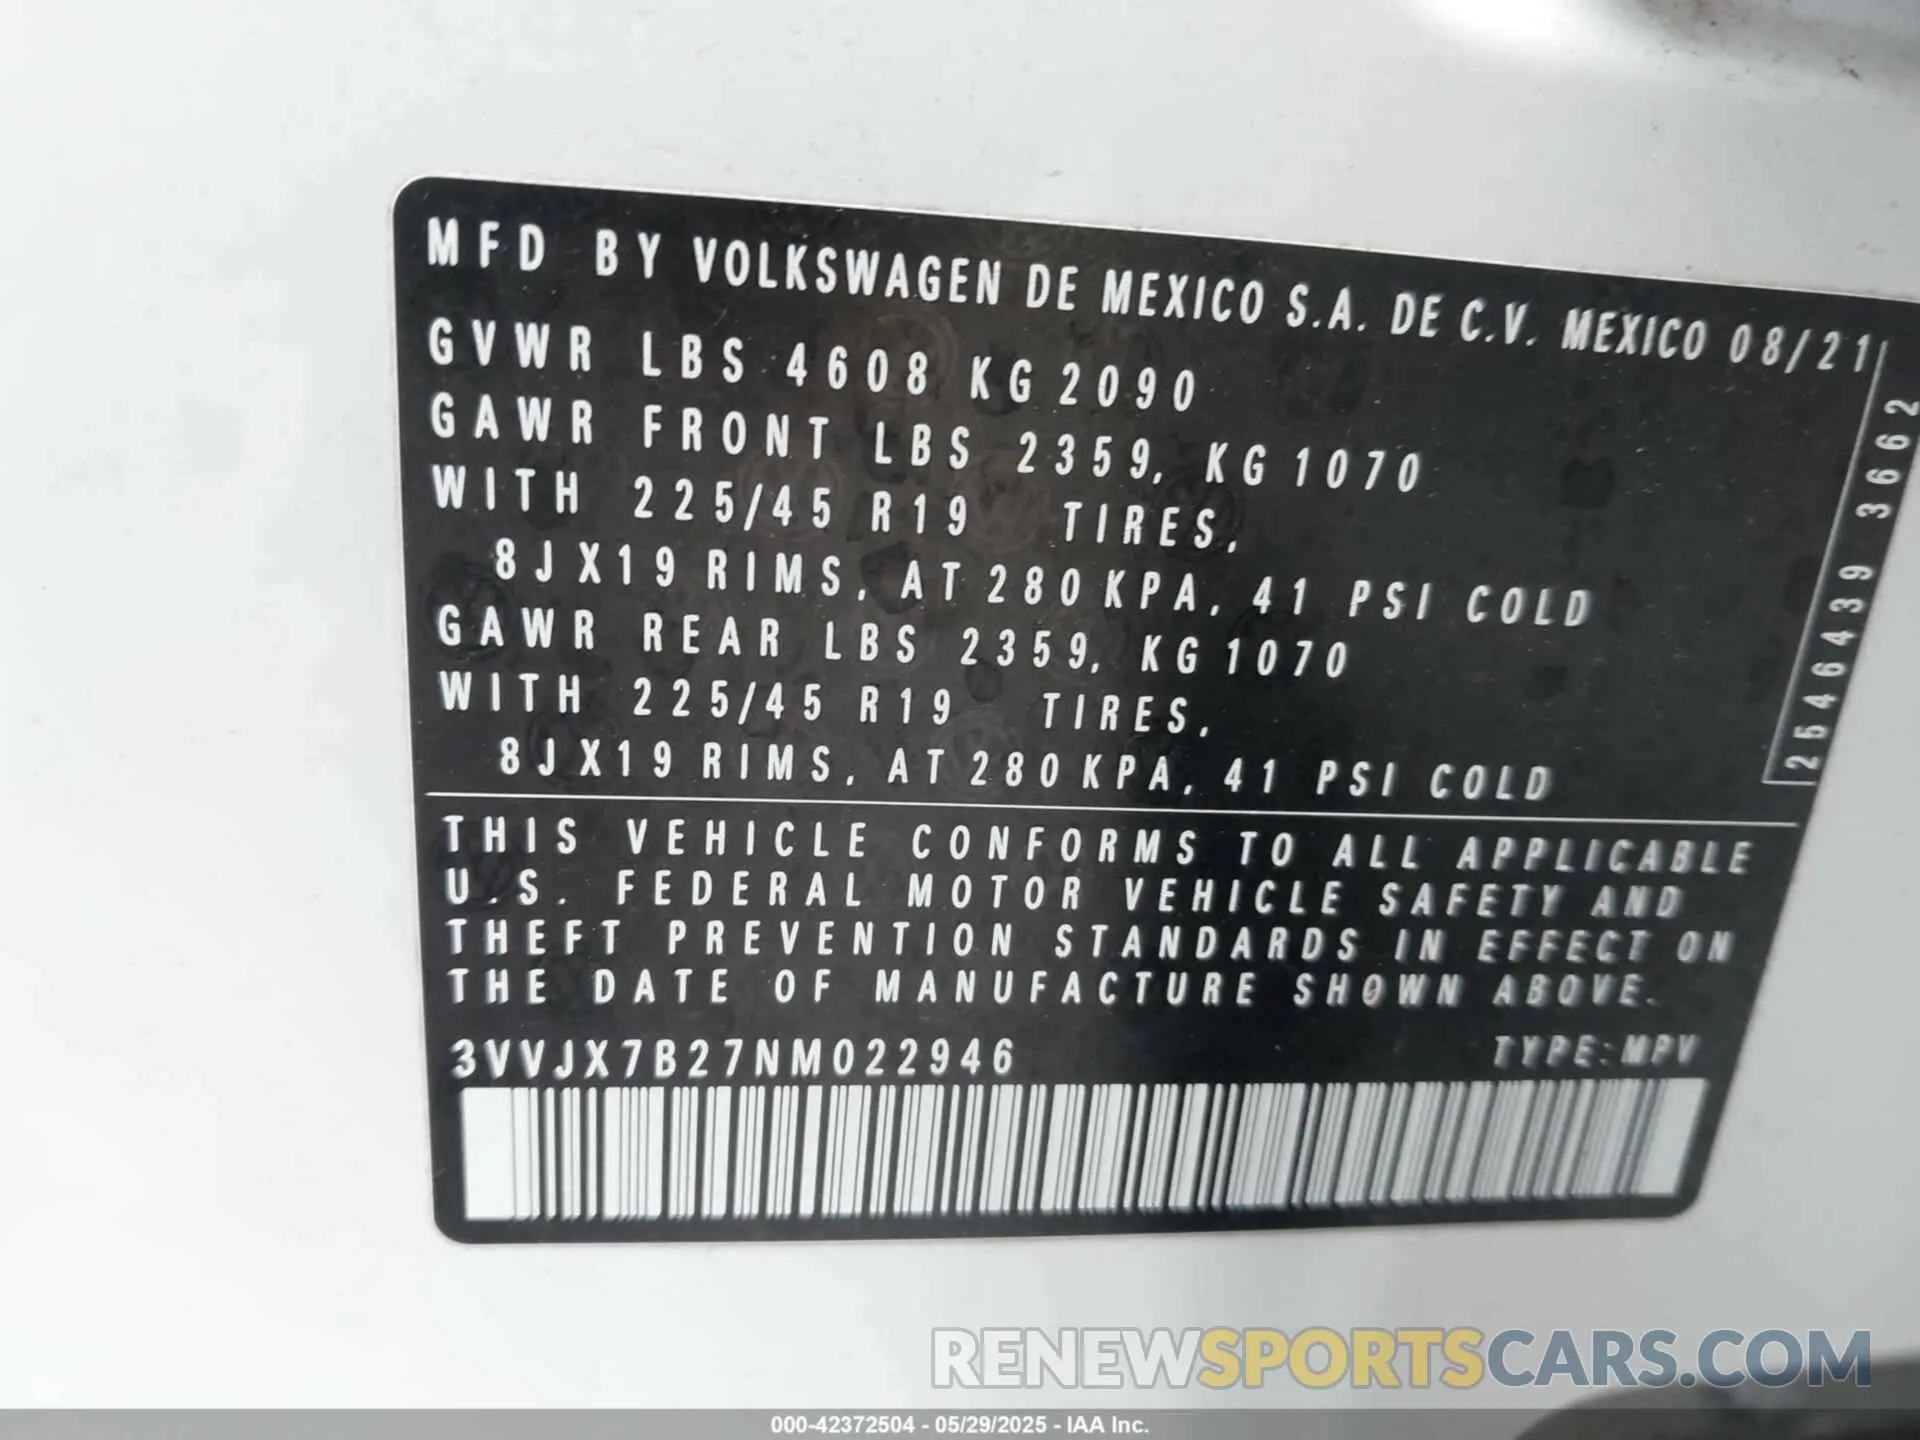 MFD BY VOLKSWAGEN DE MEXICO S.A. DE C.V. MEXICO 08/21
GVWR LBS 4608 KG 2090
GAWR FRONT LBS 2359, KG 1070
WITH 225/45 R19 TIRES,
8JX19 RIMS, AT 280 KPA, 41 PSI COLD
GAWR REAR LBS 2359, KG 1070
WITH 225/45 R19 TIRES,
8JX19 RIMS, AT 280 KPA, 41 PSI COLD
2546439 3662
THIS VEHICLE CONFORMS TO ALL APPLICABLE
U.S. FEDERAL MOTOR VEHICLE SAFETY AND
THEFT PREVENTION STANDARDS IN EFFECT ON
THE DATE OF MANUFACTURE SHOWN ABOVE.
3VVJX7B27NM022946 TYPE: MPV
RENEWSPORTSCARS.COM
000-42372504 - 05/29/2025 - IAA Inc.